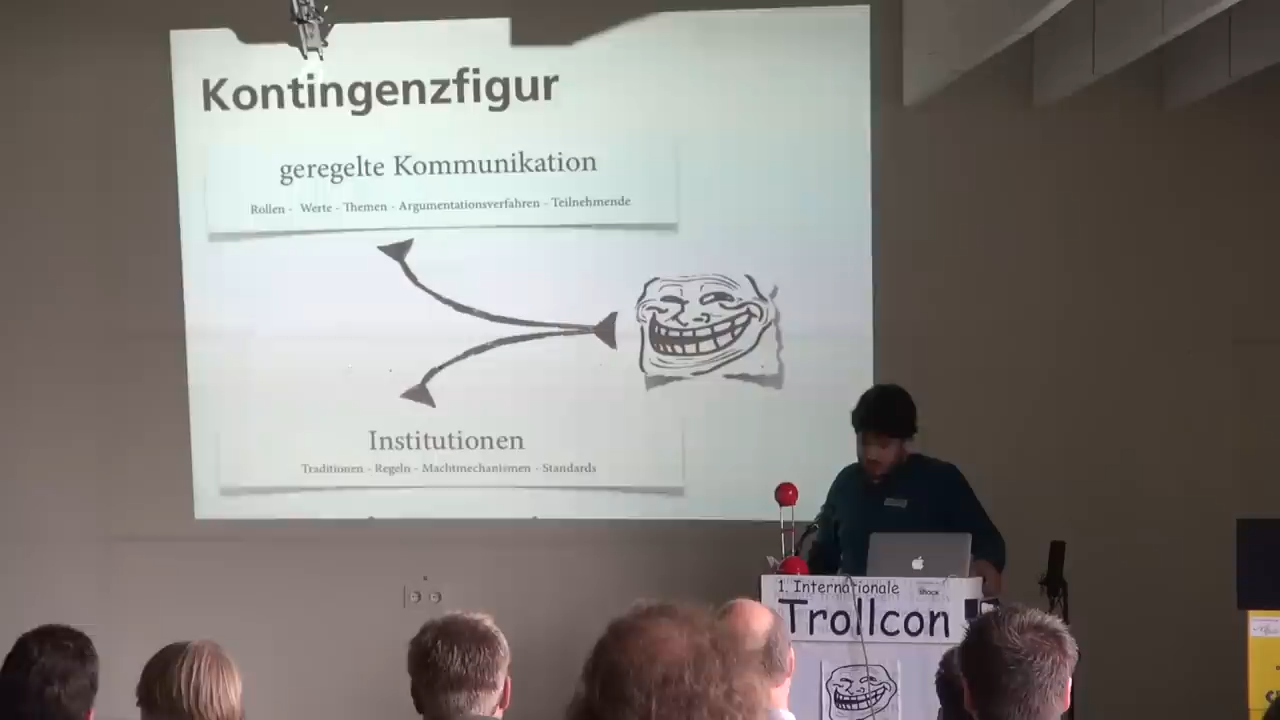 Kontingenzfigur
geregelte Kommunikation
Rollen - Werte - Themen - Argumentationsverfahren - Teilnehmende
Institutionen
Traditionen - Regeln - Machtmechanismen - Standards
1. Internationale
Trollcon